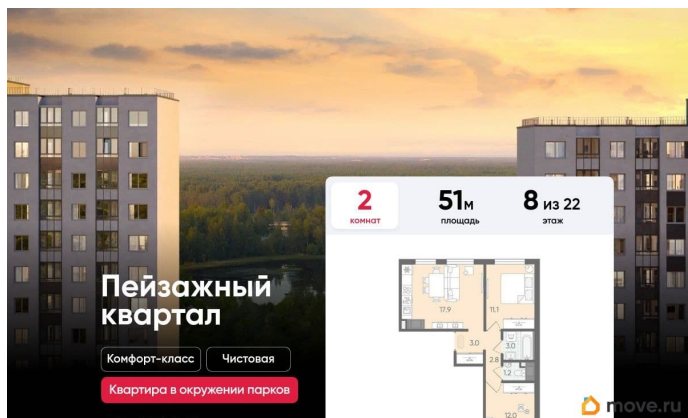 2
комнат
51м
площадь
8 из 22
этаж
Пейзажный
квартал
Комфорт-класс
Чистовая
Квартира в окружении парков
17.9
11.1
3.0
3.0
2.8
1.2
12.0
move.ru